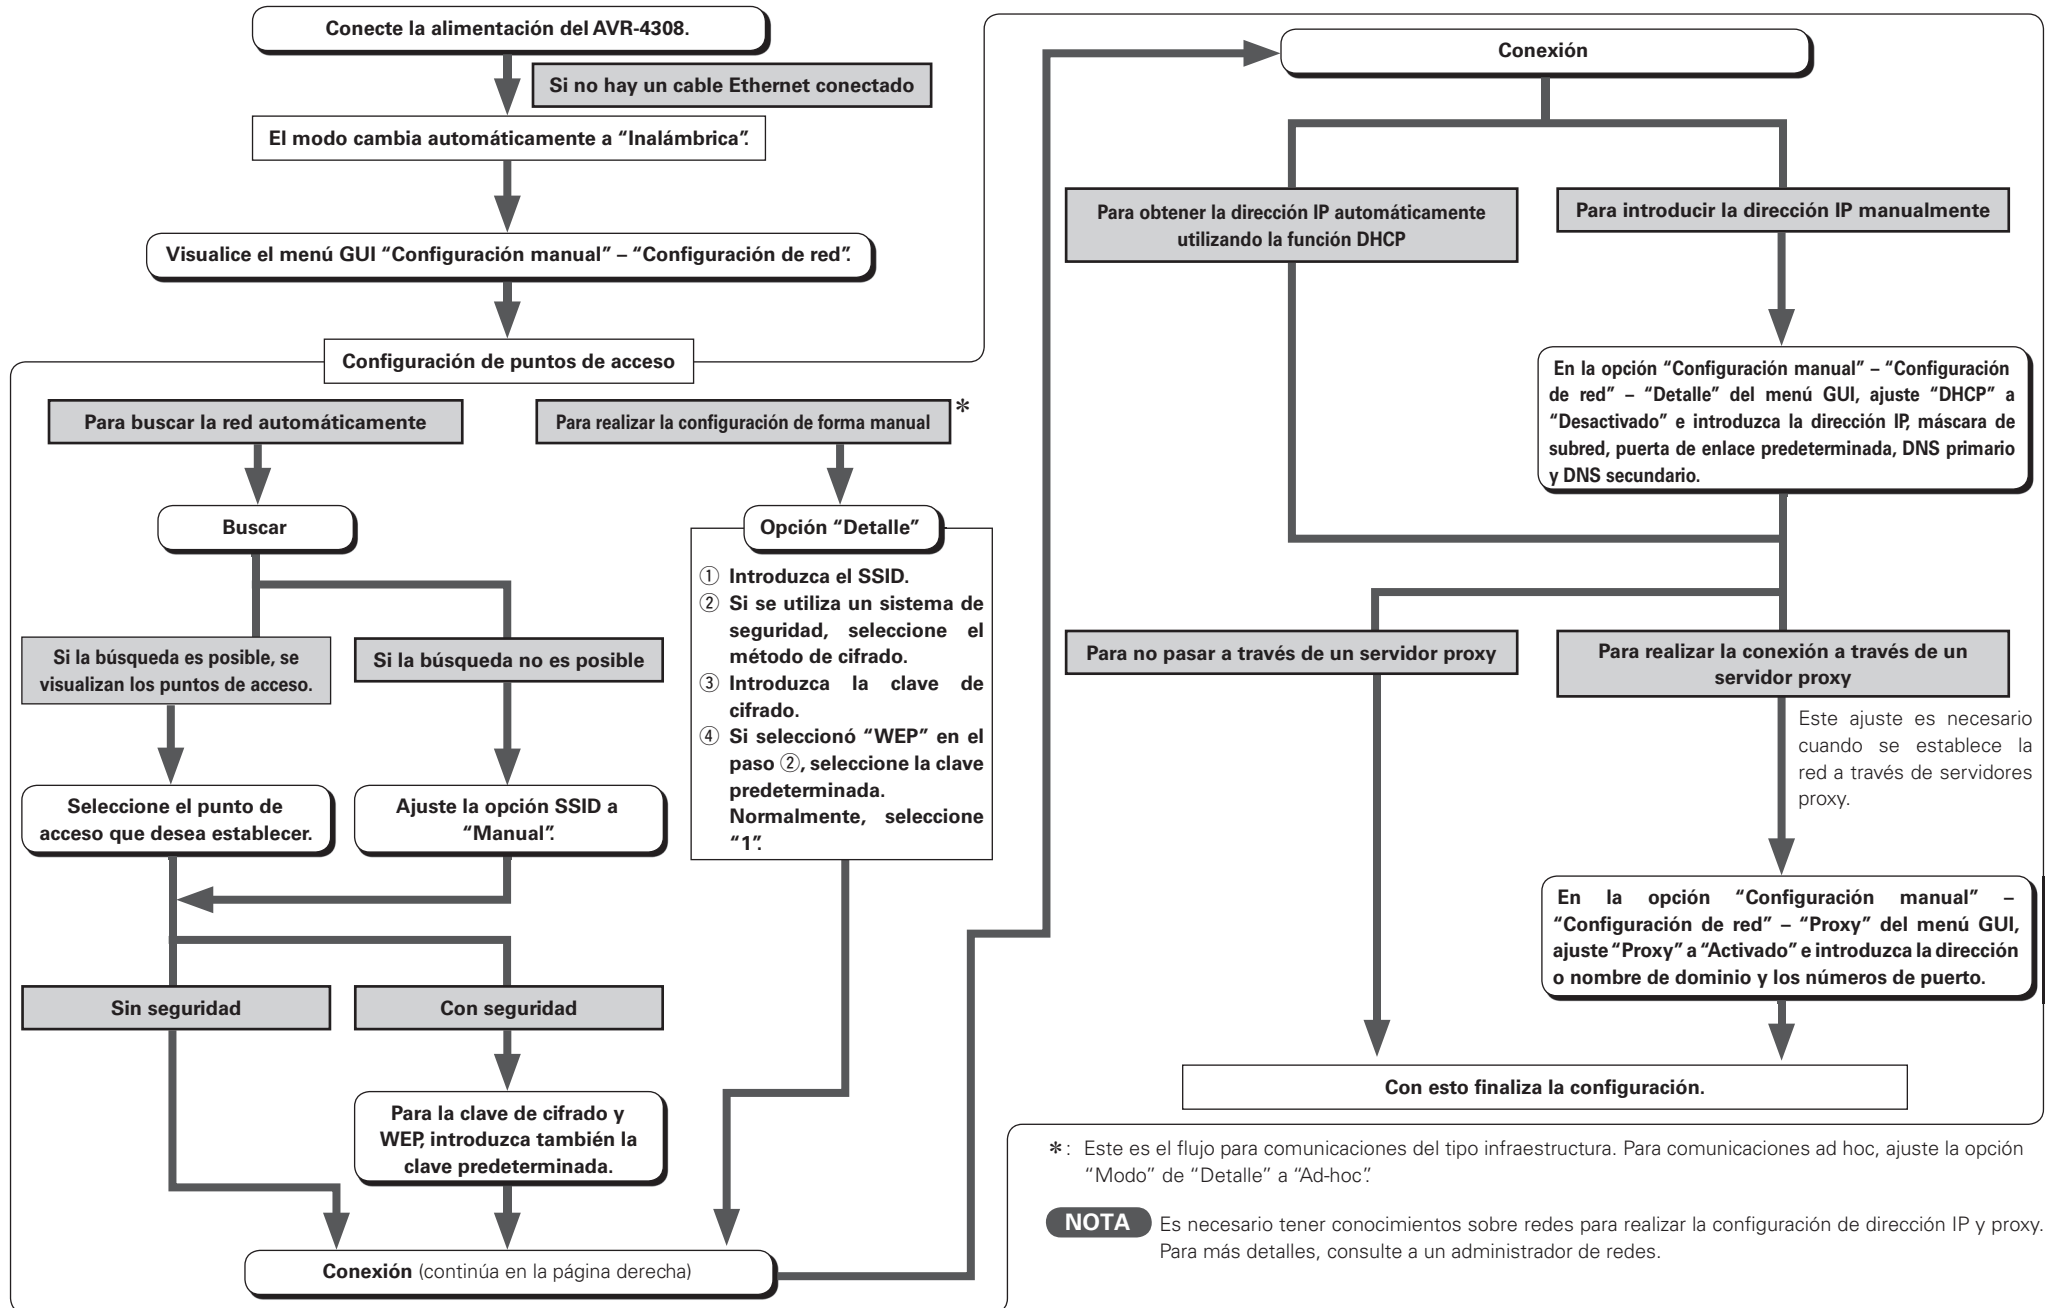 Conecte la alimentación del AVR-4308.
Si no hay un cable Ethernet conectado
El modo cambia automáticamente a “Inalámbrica”.
Visualice el menú GUI “Configuración manual” – “Configuración de red”.
Configuración de puntos de acceso
Para buscar la red automáticamente
Para realizar la configuración de forma manual
*
Buscar
Opción “Detalle”
① Introduzca el SSID.
② Si se utiliza un sistema de
seguridad, seleccione el
método de cifrado.
③ Introduzca la clave de
cifrado.
④ Si seleccionó “WEP” en el
paso ②, seleccione la clave
predeterminada.
Normalmente, seleccione
“1”.
Si la búsqueda es posible, se
visualizan los puntos de acceso.
Si la búsqueda no es posible
Seleccione el punto de
acceso que desea establecer.
Ajuste la opción SSID a
“Manual”.
Sin seguridad
Con seguridad
Para la clave de cifrado y
WEP, introduzca también la
clave predeterminada.
Conexión (continúa en la página derecha)
Conexión
Para obtener la dirección IP automáticamente
utilizando la función DHCP
Para introducir la dirección IP manualmente
En la opción “Configuración manual” – “Configuración
de red” – “Detalle” del menú GUI, ajuste “DHCP” a
“Desactivado” e introduzca la dirección IP, máscara de
subred, puerta de enlace predeterminada, DNS primario
y DNS secundario.
Para no pasar a través de un servidor proxy
Para realizar la conexión a través de un
servidor proxy
Este ajuste es necesario
cuando se establece la
red a través de servidores
proxy.
En la opción “Configuración manual” –
“Configuración de red” – “Proxy” del menú GUI,
ajuste “Proxy” a “Activado” e introduzca la dirección
o nombre de dominio y los números de puerto.
Con esto finaliza la configuración.
*: Este es el flujo para comunicaciones del tipo infraestructura. Para comunicaciones ad hoc, ajuste la opción
“Modo” de “Detalle” a “Ad-hoc”.
NOTA Es necesario tener conocimientos sobre redes para realizar la configuración de dirección IP y proxy.
Para más detalles, consulte a un administrador de redes.